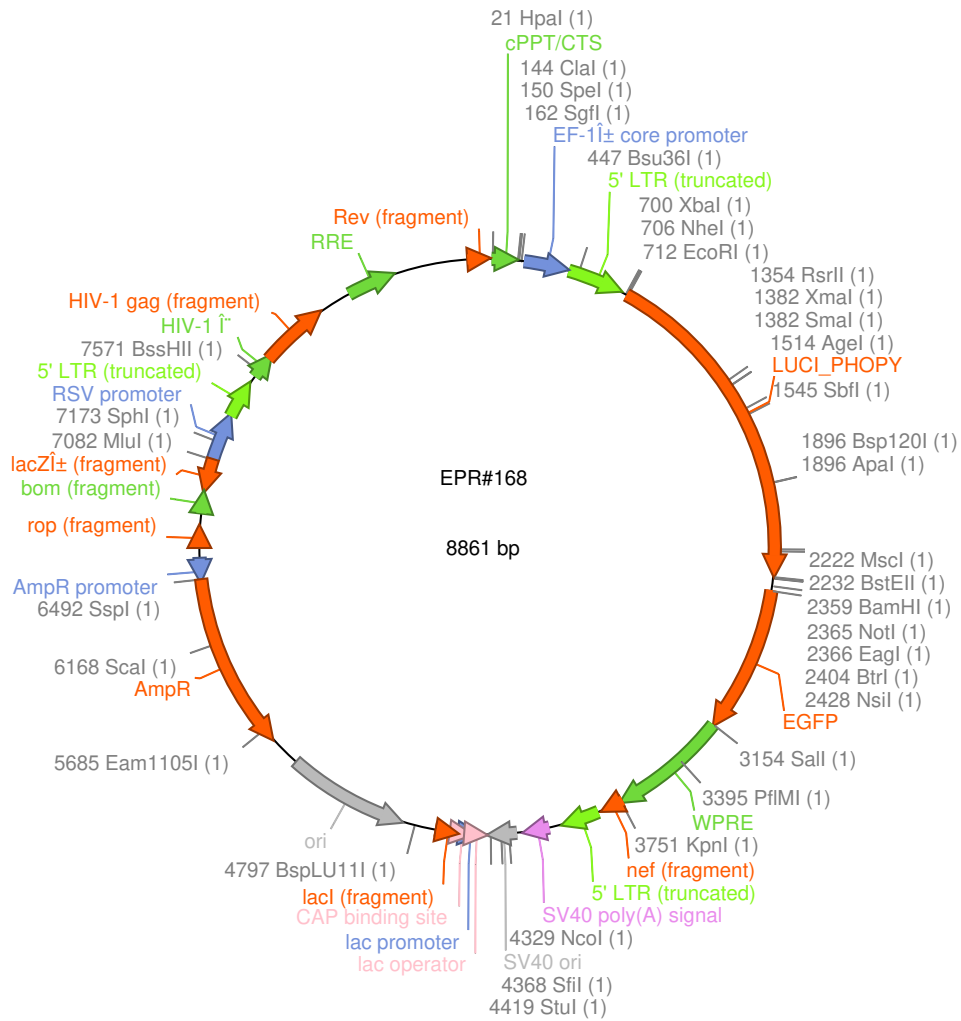 21 HpaI (1)
cPPT/CTS
144 ClaI (1)
150 SpeI (1)
162 SgfI (1)
EF-1Î± core promoter
447 Bsu36I (1)
5' LTR (truncated)
700 XbaI (1)
706 NheI (1)
712 EcoRI (1)
1354 RsrII (1)
1382 XmaI (1)
1382 SmaI (1)
1514 AgeI (1)
LUCI_PHOPY
1545 SbfI (1)
1896 Bsp120I (1)
1896 ApaI (1)
2222 MscI (1)
2232 BstEII (1)
2359 BamHI (1)
2365 NotI (1)
2366 EagI (1)
2404 BtrI (1)
2428 NsiI (1)
EGFP
3154 SalI (1)
3395 PflMI (1)
WPRE
3751 KpnI (1)
nef (fragment)
5' LTR (truncated)
SV40 poly(A) signal
4329 NcoI (1)
SV40 ori
4368 SfiI (1)
4419 StuI (1)
lac operator
lac promoter
CAP binding site
lacI (fragment)
4797 BspLU11I (1)
ori
5685 Eam1105I (1)
AmpR
6168 ScaI (1)
6492 SspI (1)
AmpR promoter
rop (fragment)
bom (fragment)
lacZÎ± (fragment)
7082 MluI (1)
7173 SphI (1)
RSV promoter
5' LTR (truncated)
7571 BssHII (1)
HIV-1 Î¨
HIV-1 gag (fragment)
RRE
Rev (fragment)
EPR#168
8861 bp